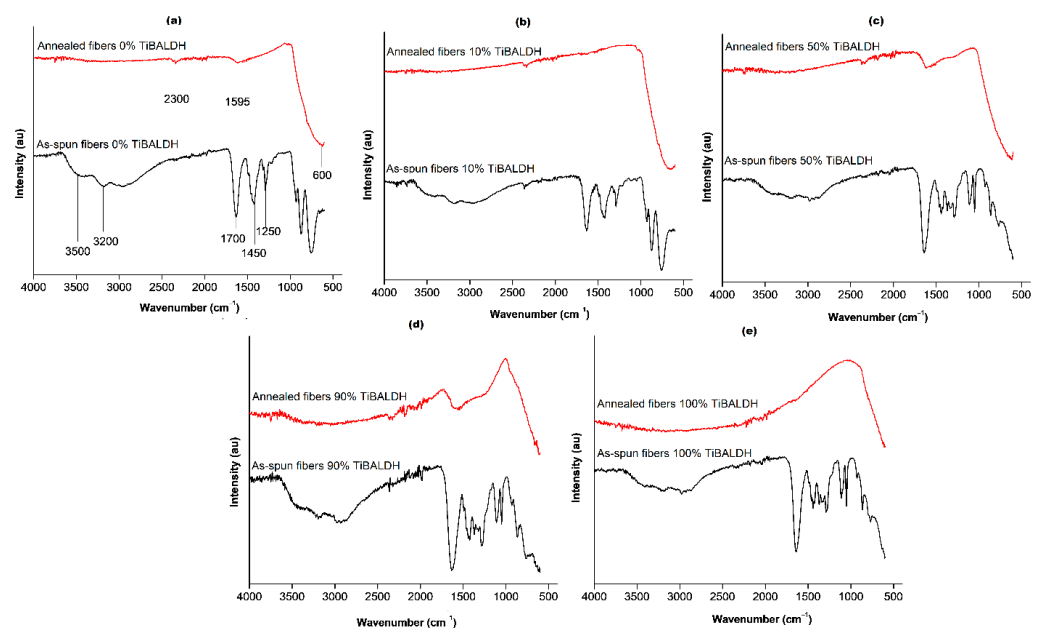 (a)
Annealed fibers 0% TiBALDH
2300
1595
As-spun fibers 0% TiBALDH
600
3500
3200
1700
1450
1250
Intensity (au)
4000 3500 3000 2500 2000 1500 1000 500
Wavenumber (cm⁻¹)
(b)
Annealed fibers 10% TiBALDH
As-spun fibers 10% TiBALDH
Intensity (au)
4000 3500 3000 2500 2000 1500 1000 500
Wavenumber (cm⁻¹)
(c)
Annealed fibers 50% TiBALDH
As-spun fibers 50% TiBALDH
Intensity (au)
4000 3500 3000 2500 2000 1500 1000 500
Wavenumber (cm⁻¹)
(d)
Annealed fibers 90% TiBALDH
As-spun fibers 90% TiBALDH
Intensity (au)
4000 3500 3000 2500 2000 1500 1000 500
Wavenumber (cm⁻¹)
(e)
Annealed fibers 100% TiBALDH
As-spun fibers 100% TiBALDH
Intensity (au)
4000 3500 3000 2500 2000 1500 1000 500
Wavenumber (cm⁻¹)